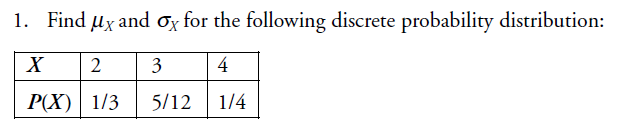 1. Find μX and σX for the following discrete probability distribution:
X 2 3 4
P(X) 1/3 5/12 1/4